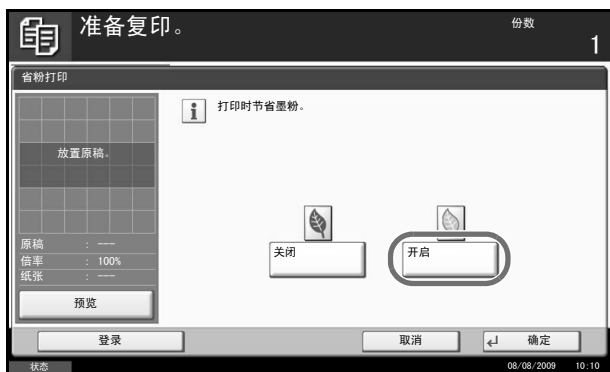 准备复印。
份数
1
省粉打印
打印时节省墨粉。
放置原稿。
关闭
开启
原稿 : ---
倍率 : 100%
纸张 : ---
预览
登录
取消
确定
状态
08/08/2009 10:10